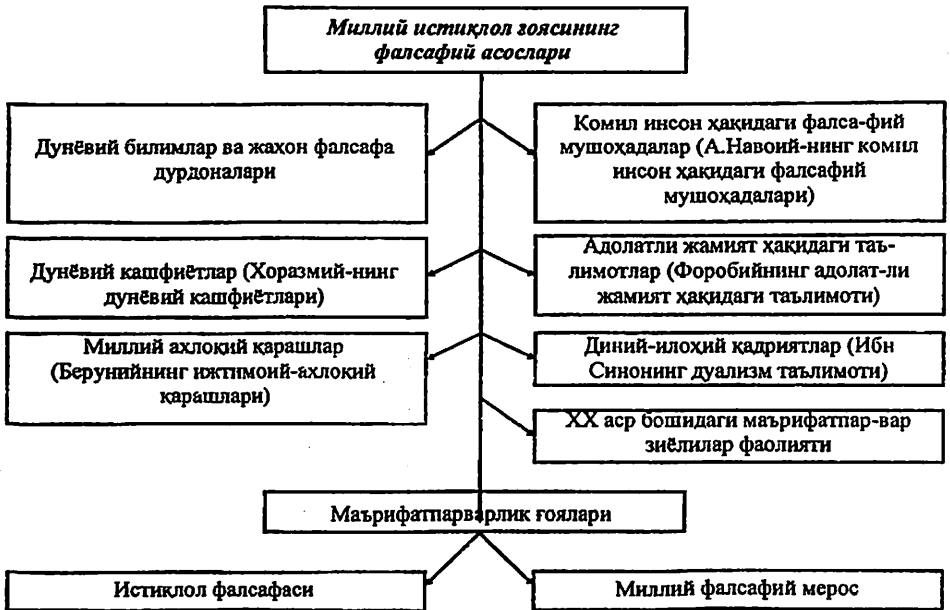 Миллий истиқлол ғоясининг
фалсафий асослари
Дунёвий билимлар ва жаҳон фалсафа
дурдоналари
Комил инсон ҳақидаги фалса-фий
мушоҳадалар (А.Навоий-нинг комил
инсон ҳақидаги фалсафий
мушоҳадалари)
Дунёвий кашфиётлар (Хоразмий-нинг
дунёвий кашфиётлари)
Адолатли жамият ҳақидаги таъ-
лимотлар (Форобийнинг адолат-ли
жамият ҳақидаги таълимоти)
Миллий ахлоқий қарашлар
(Берунийнинг ижтимоий-ахлоқий
қарашлари)
Диний-илоҳий қадриятлар (Ибн
Синонинг дуализм таълимоти)
XX аср бошидаги маърифатпар-вар
зиёлилар фаолияти
Маърифатпарварлик ғоялари
Истиқлол фалсафаси
Миллий фалсафий мерос